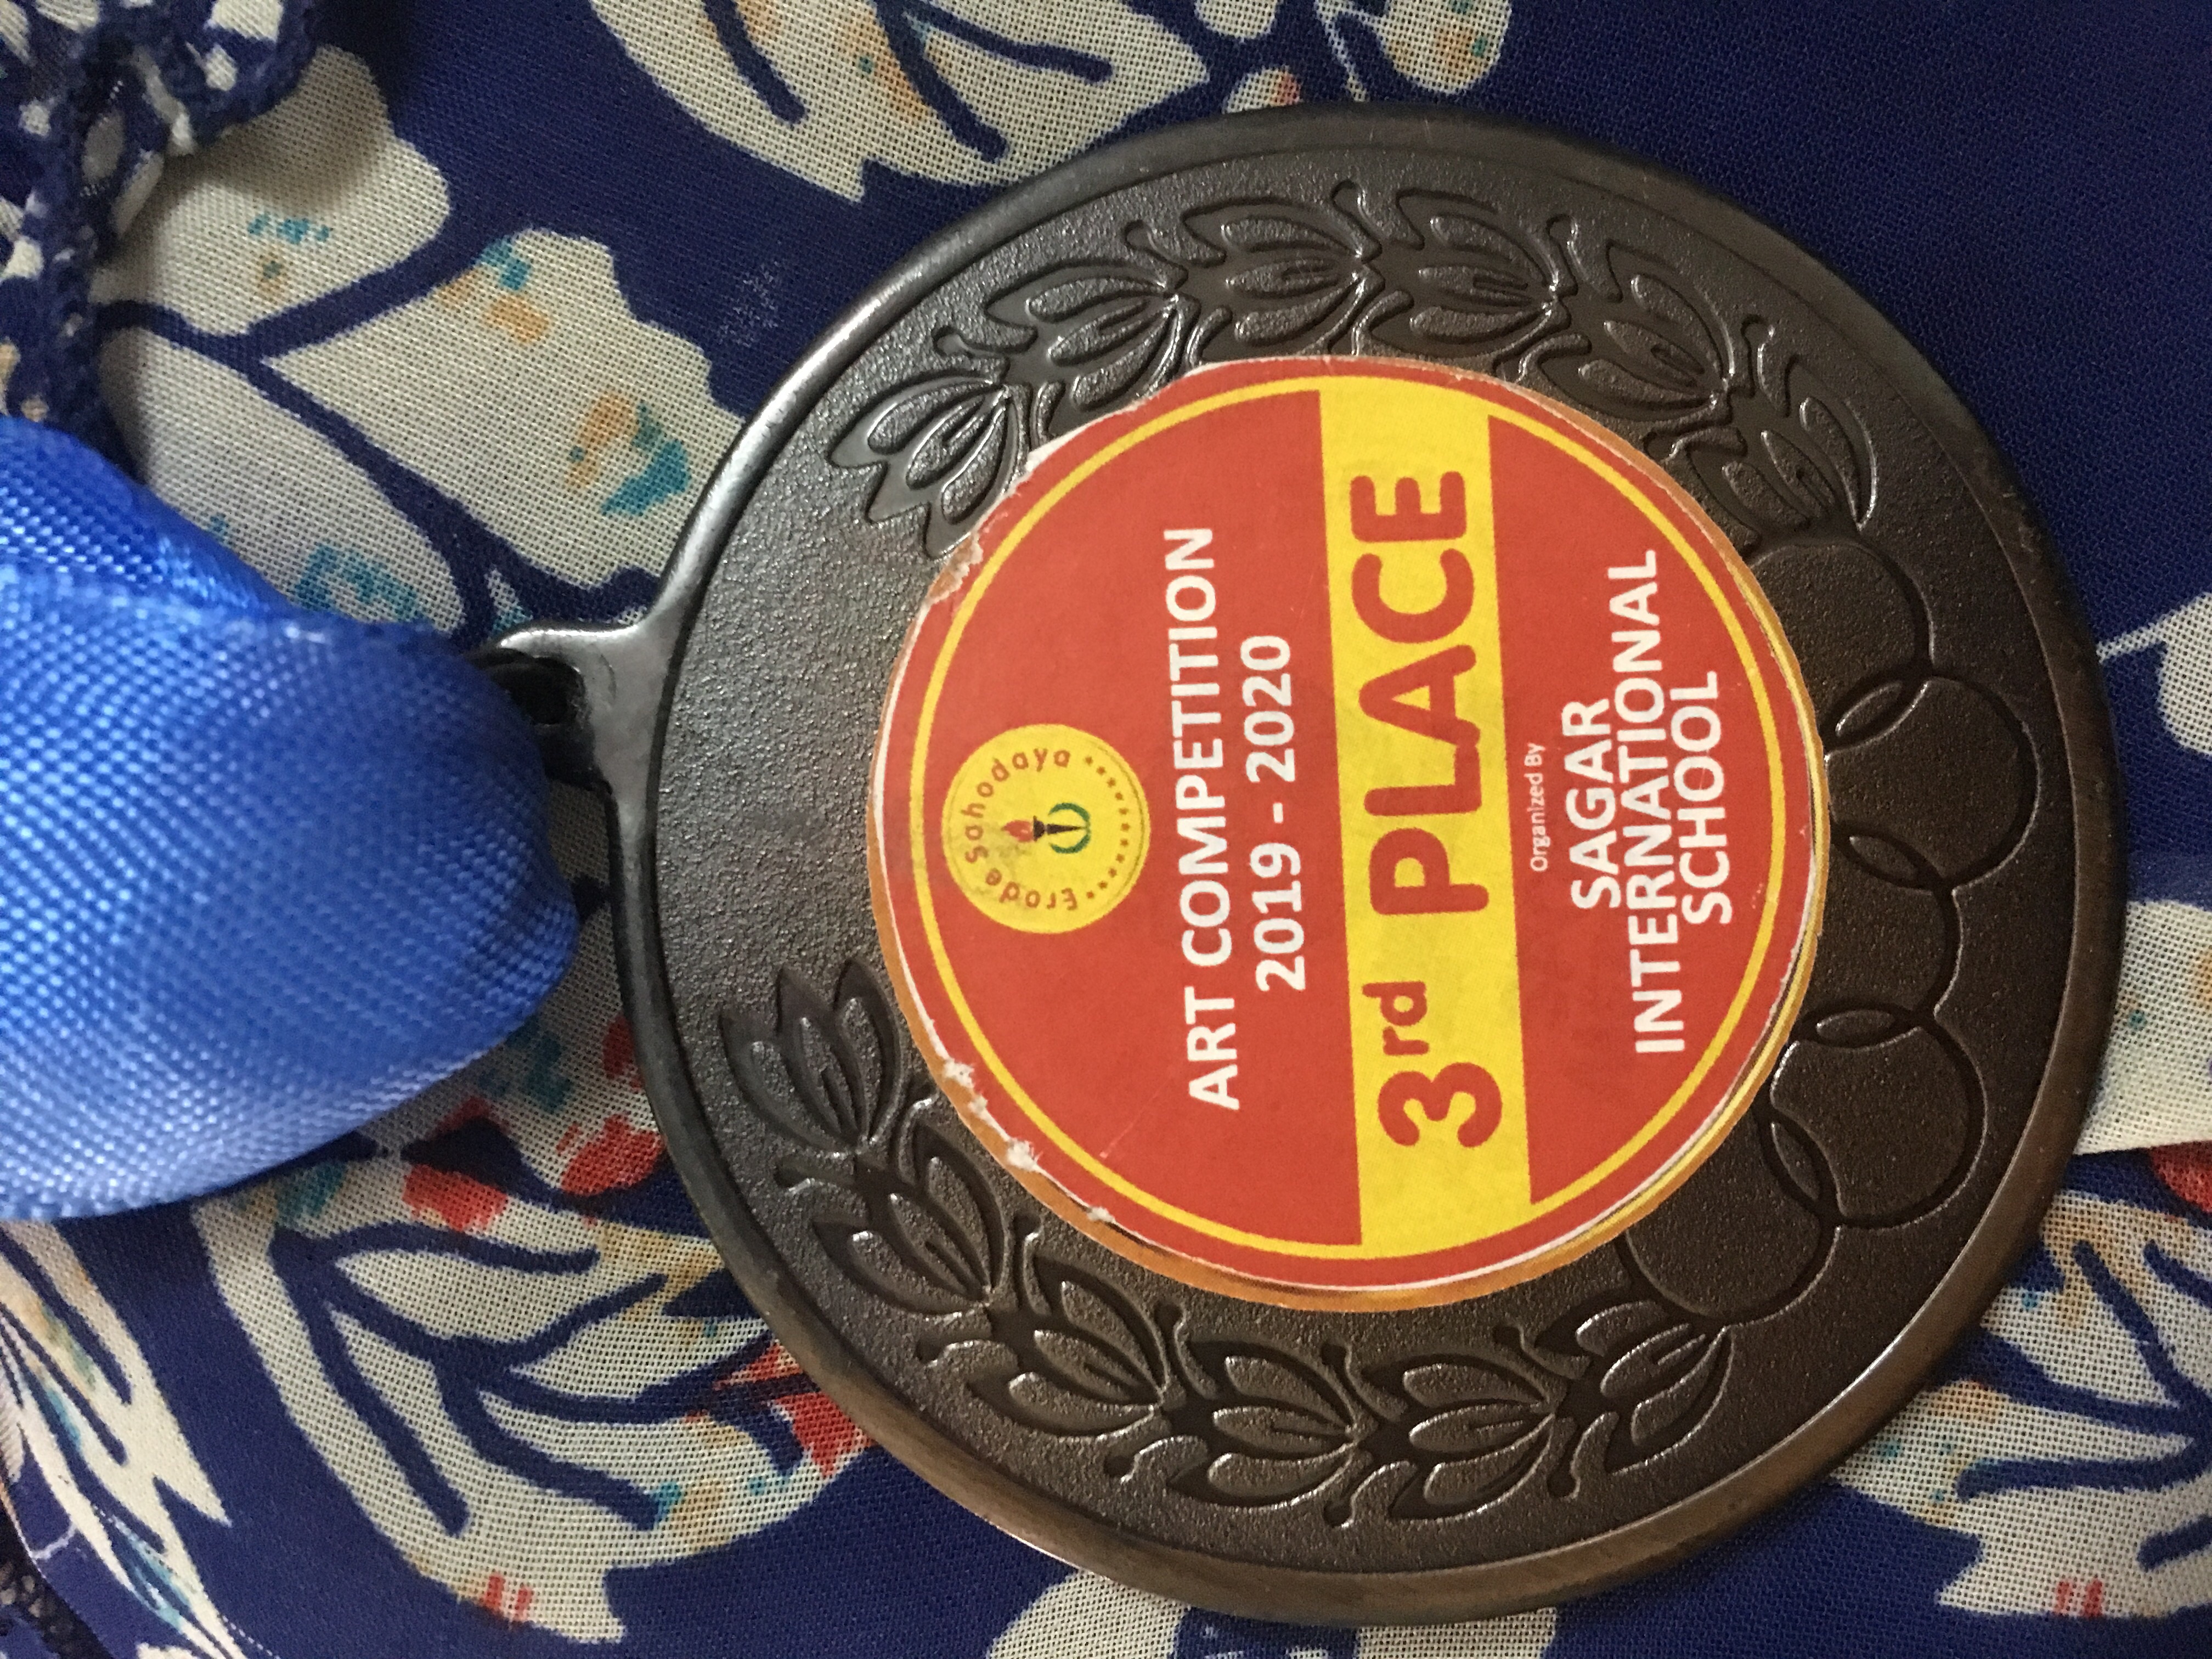 Erode sahodaya
ART COMPETITION
2019 - 2020
3rd PLACE
Organized By
SAGAR
INTERNATIONAL
SCHOOL